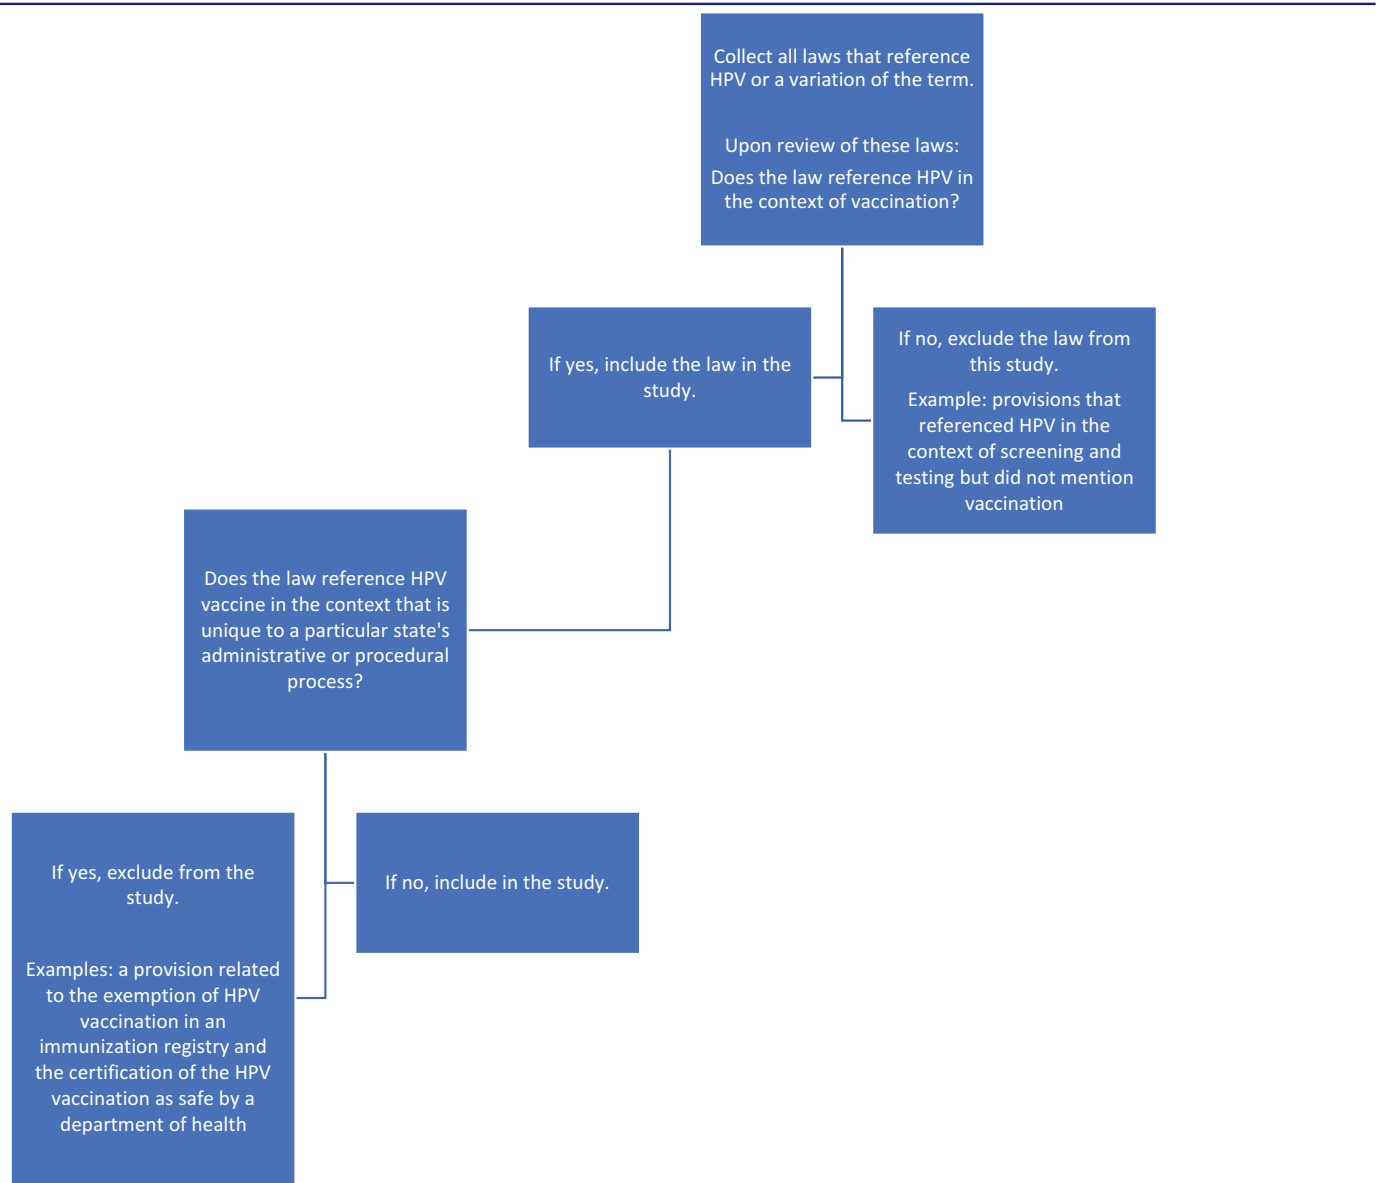 Collect all laws that reference
HPV or a variation of the term.
Upon review of these laws:
Does the law reference HPV in
the context of vaccination?
If yes, include the law in the
study.
If no, exclude the law from
this study.
Example: provisions that
referenced HPV in the
context of screening and
testing but did not mention
vaccination
Does the law reference HPV
vaccine in the context that is
unique to a particular state's
administrative or procedural
process?
If yes, exclude from the
study.
Examples: a provision related
to the exemption of HPV
vaccination in an
immunization registry and
the certification of the HPV
vaccination as safe by a
department of health
If no, include in the study.